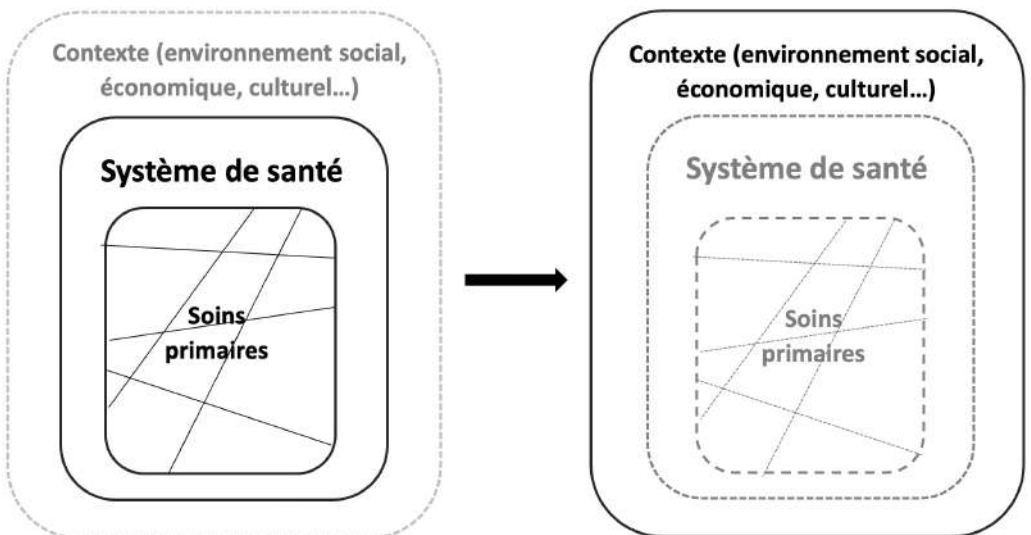 Contexte (environnement social,
économique, culturel...)
Système de santé
Soins
primaires
Contexte (environnement social,
économique, culturel...)
Système de santé
Soins
primaires